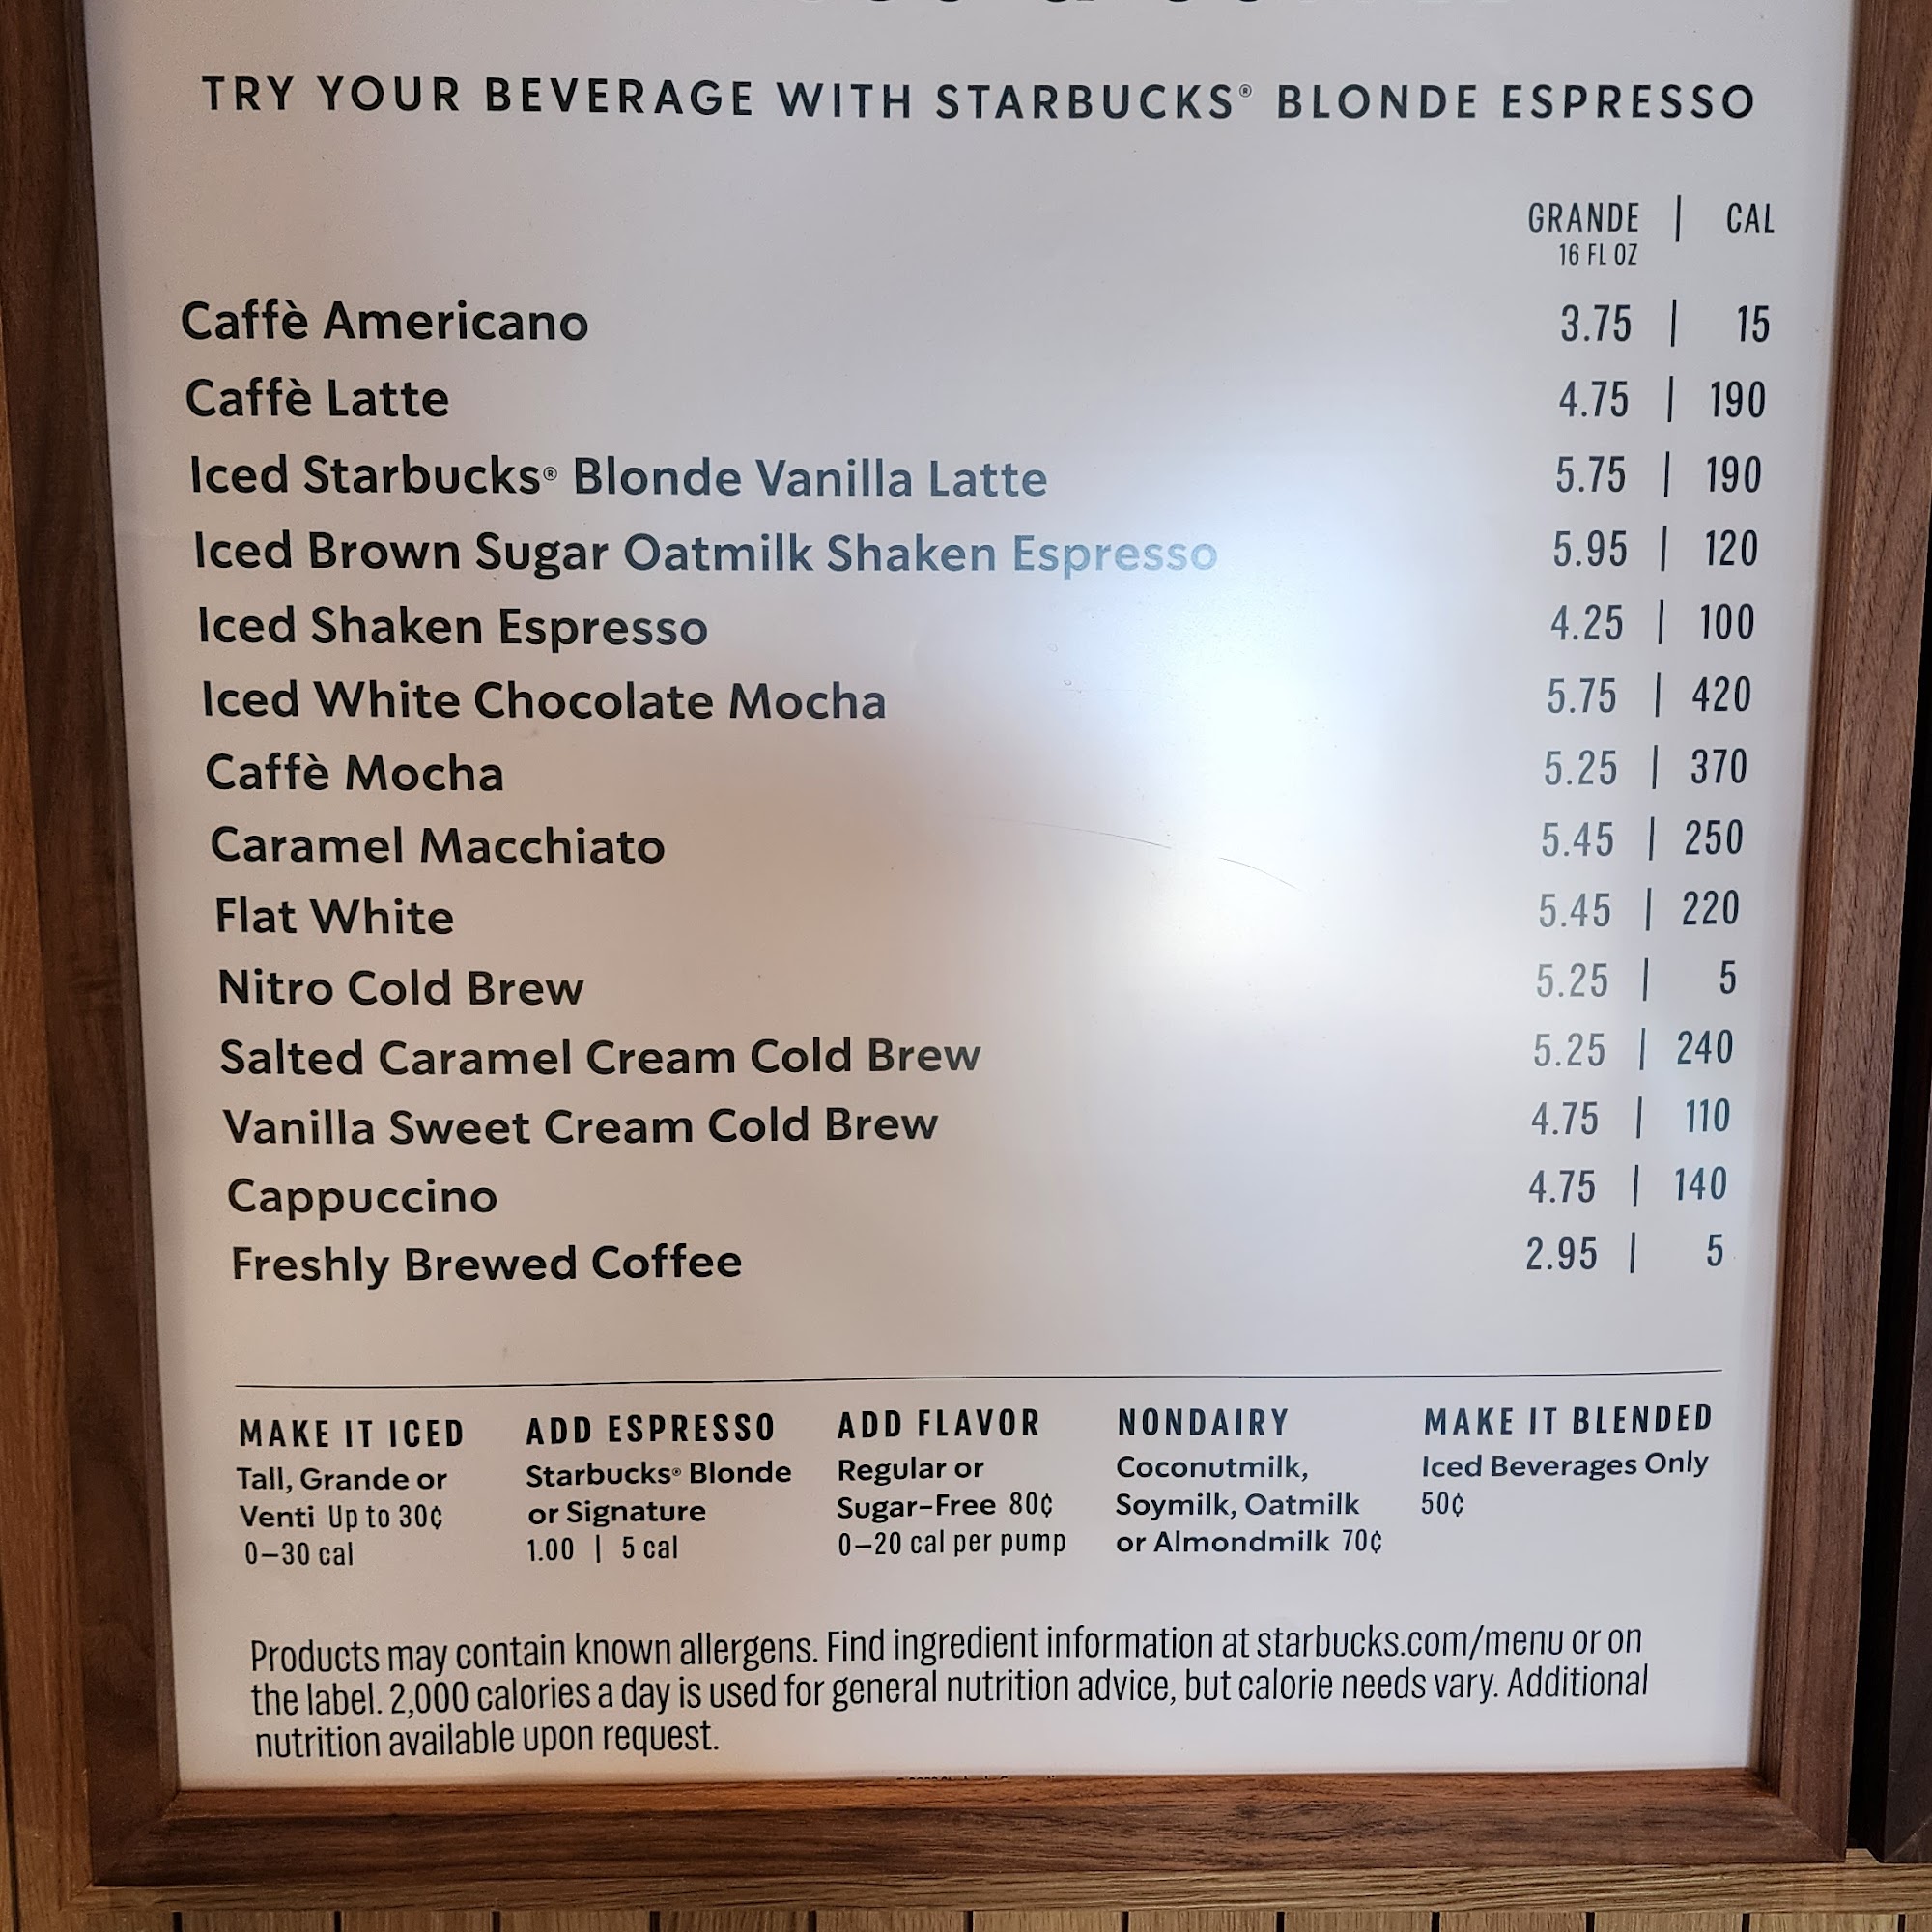 TRY YOUR BEVERAGE WITH STARBUCKS® BLONDE ESPRESSO
GRANDE | CAL
16 FL OZ
Caffè Americano 3.75 | 15
Caffè Latte 4.75 | 190
Iced Starbucks® Blonde Vanilla Latte 5.75 | 190
Iced Brown Sugar Oatmilk Shaken Espresso 5.95 | 120
Iced Shaken Espresso 4.25 | 100
Iced White Chocolate Mocha 5.75 | 420
Caffè Mocha 5.25 | 370
Caramel Macchiato 5.45 | 250
Flat White 5.45 | 220
Nitro Cold Brew 5.25 | 5
Salted Caramel Cream Cold Brew 5.25 | 240
Vanilla Sweet Cream Cold Brew 4.75 | 110
Cappuccino 4.75 | 140
Freshly Brewed Coffee 2.95 | 5
MAKE IT ICED
Tall, Grande or
Venti Up to 30¢
0–30 cal
ADD ESPRESSO
Starbucks® Blonde
or Signature
1.00 | 5 cal
ADD FLAVOR
Regular or
Sugar-Free 80¢
0–20 cal per pump
NONDAIRY
Coconutmilk,
Soymilk, Oatmilk
or Almondmilk 70¢
MAKE IT BLENDED
Iced Beverages Only
50¢
Products may contain known allergens. Find ingredient information at starbucks.com/menu or on
the label. 2,000 calories a day is used for general nutrition advice, but calorie needs vary. Additional
nutrition available upon request.